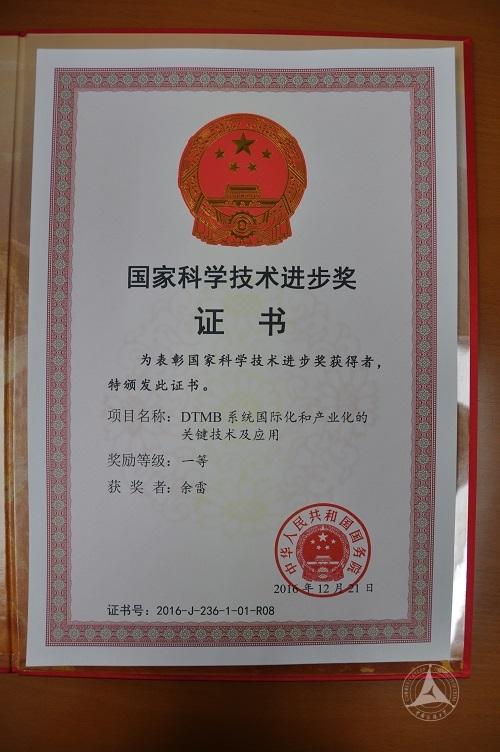 国家科学技术进步奖
证书
为表彰国家科学技术进步奖获得者，
特颁发此证书。
项目名称：DTMB 系统国际化和产业化的
关键技术及应用
奖励等级：一等
获奖者：余雷
中华人民共和国国务院
2016年12月21日
证书号：2016-J-236-1-01-R08